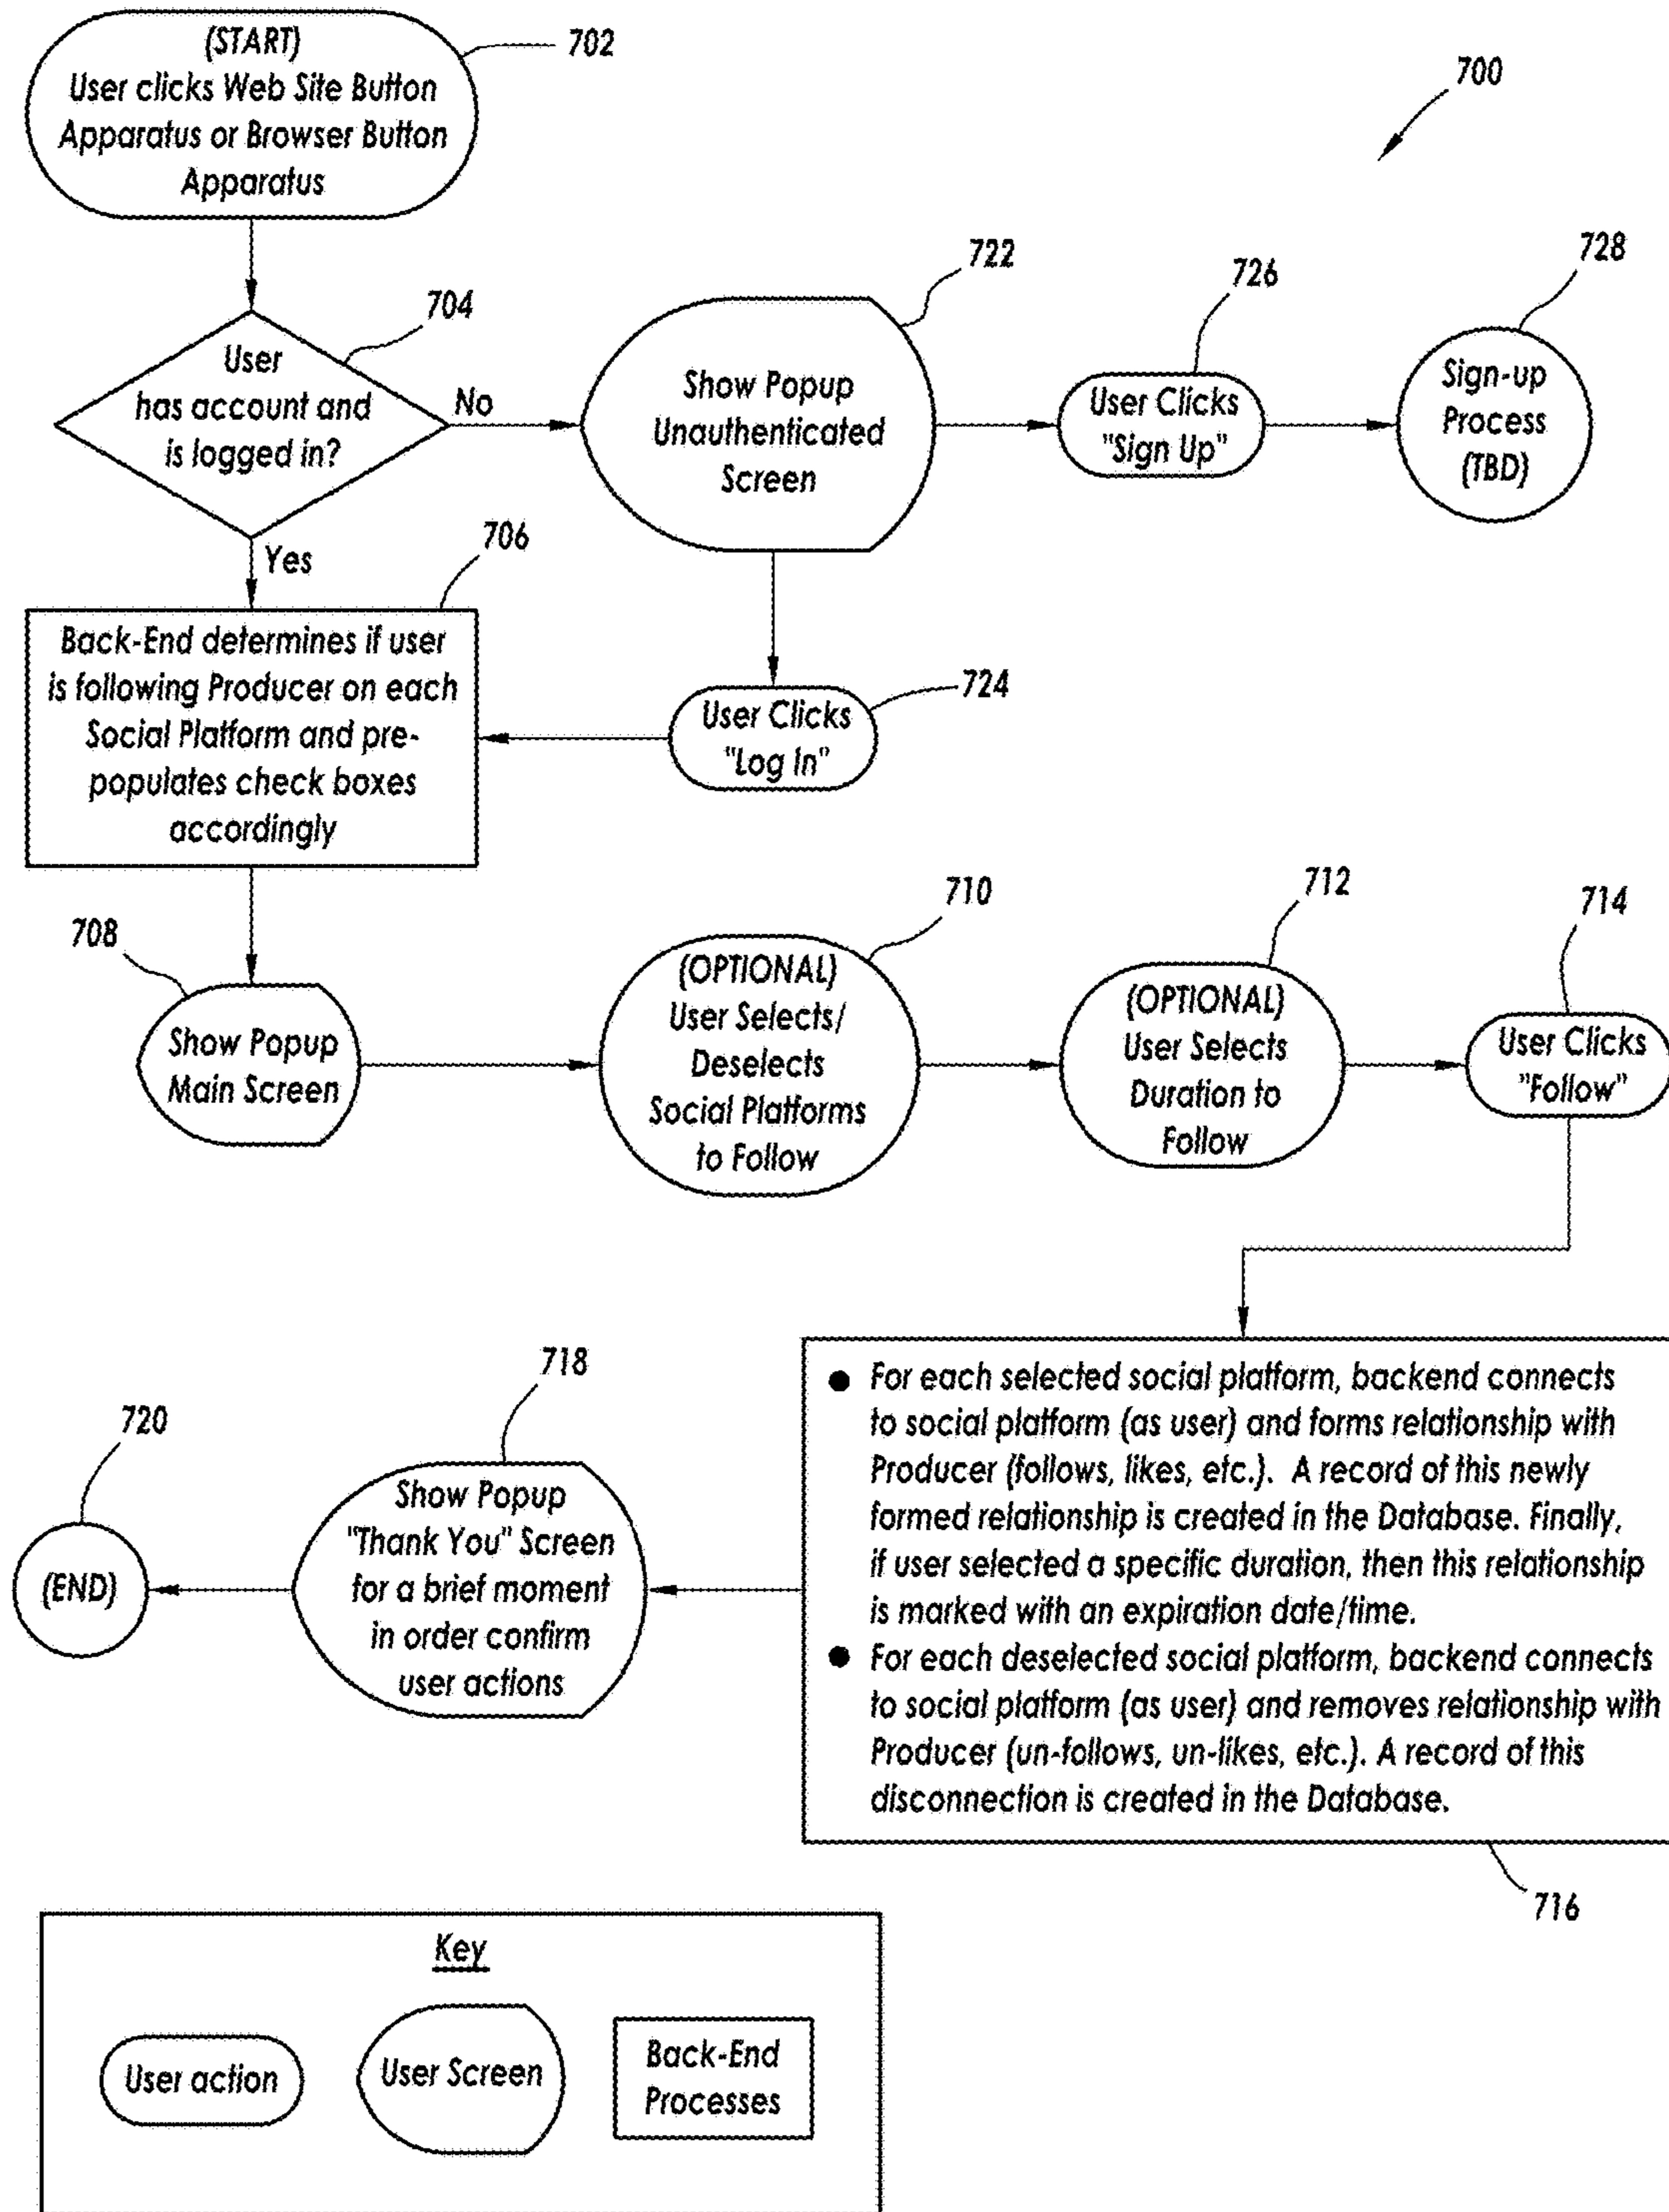 (START)
User clicks Web Site Button
Apparatus or Browser Button
Apparatus
702
700
704
User
has account and
is logged in?
No
Yes
722
Show Popup
Unauthenticated
Screen
726
User Clicks
"Sign Up"
728
Sign-up
Process
(TBD)
706
Back-End determines if user
is following Producer on each
Social Platform and pre-
populates check boxes
accordingly
724
User Clicks
"Log In"
708
Show Popup
Main Screen
710
(OPTIONAL)
User Selects/
Deselects
Social Platforms
to Follow
712
(OPTIONAL)
User Selects
Duration to
Follow
714
User Clicks
"Follow"
720
(END)
718
Show Popup
"Thank You" Screen
for a brief moment
in order confirm
user actions
● For each selected social platform, backend connects
to social platform (as user) and forms relationship with
Producer (follows, likes, etc.). A record of this newly
formed relationship is created in the Database. Finally,
if user selected a specific duration, then this relationship
is marked with an expiration date/time.
● For each deselected social platform, backend connects
to social platform (as user) and removes relationship with
Producer (un-follows, un-likes, etc.). A record of this
disconnection is created in the Database.
716
Key
User action
User Screen
Back-End
Processes